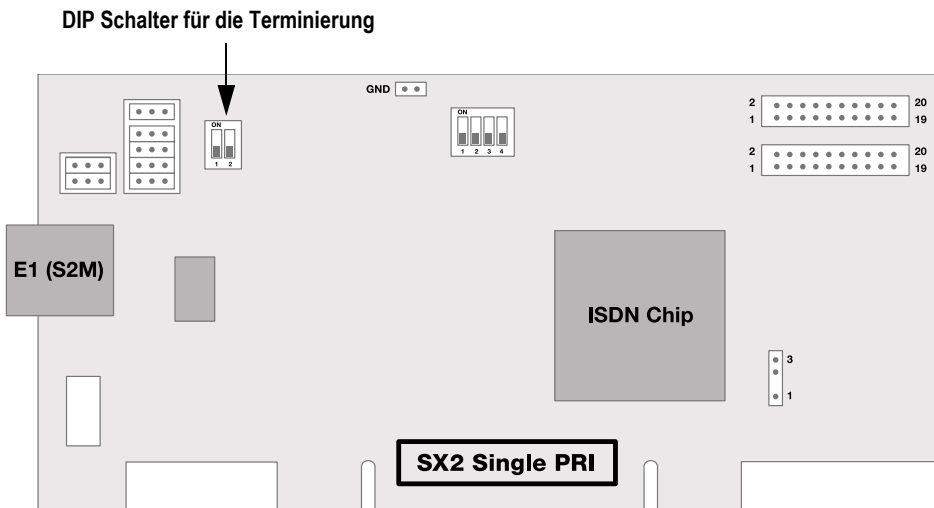 DIP Schalter für die Terminierung
GND
ON
1 2
ON
1 2 3 4
2 20
1 19
2 20
1 19
E1 (S2M)
ISDN Chip
3
1
SX2 Single PRI